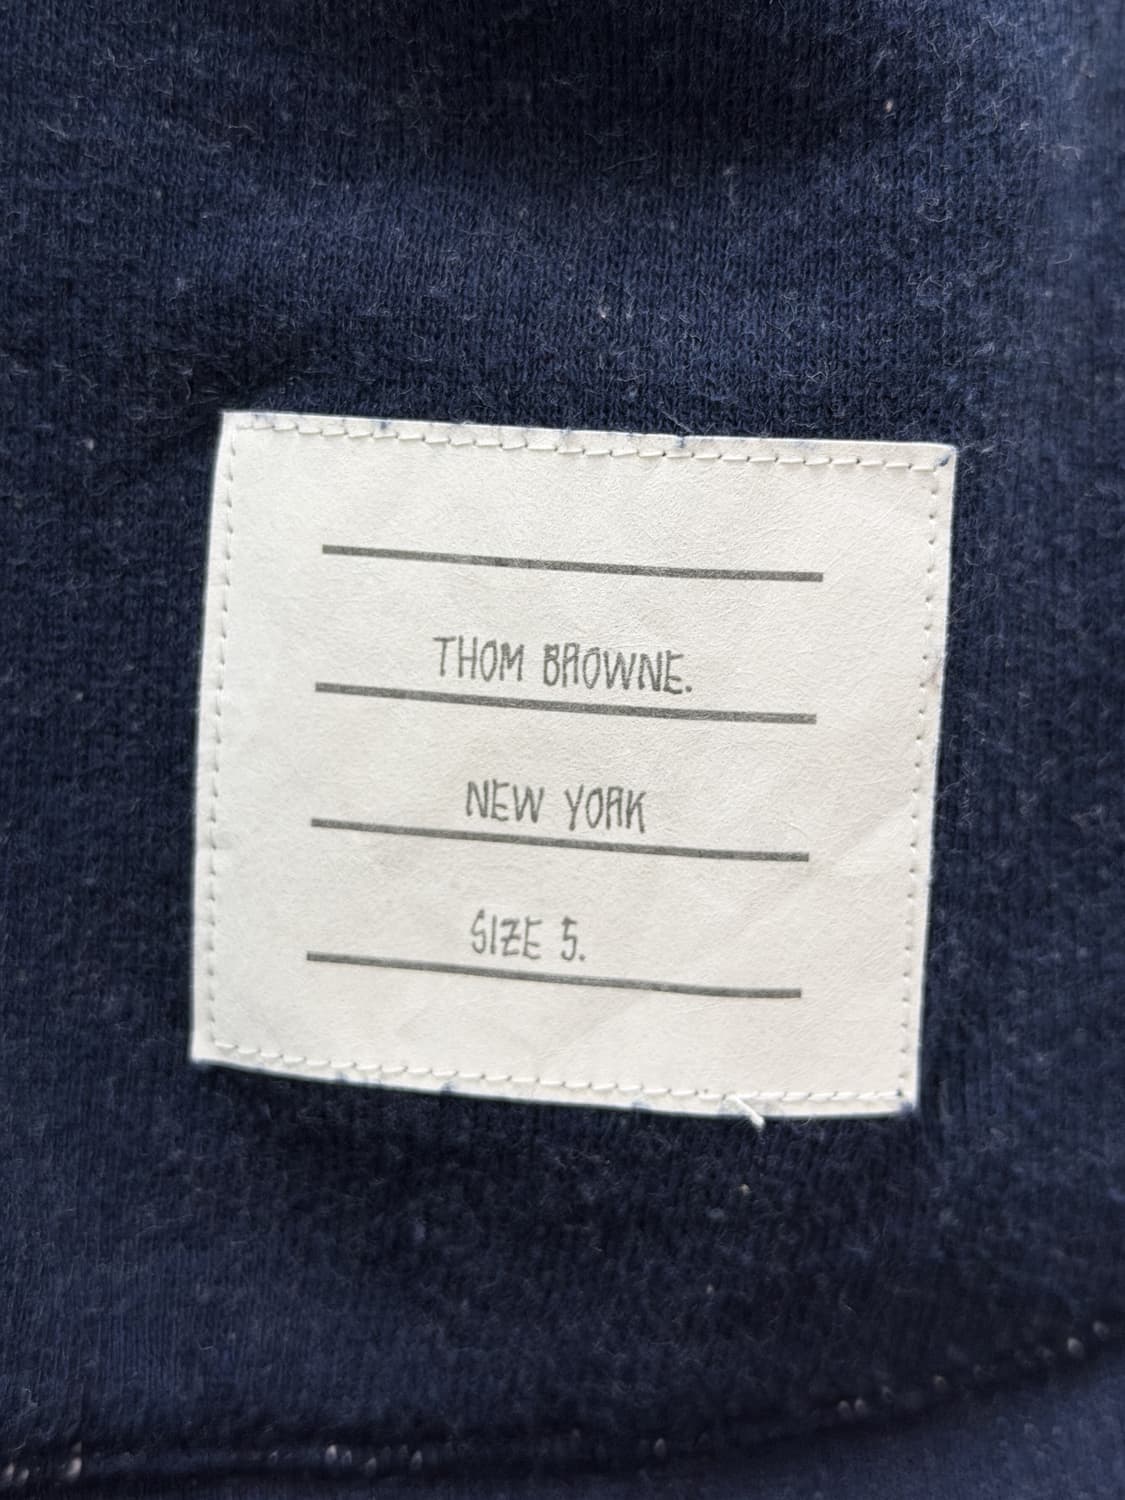 THOM BROWNE.
NEW YORK
SIZE 5.